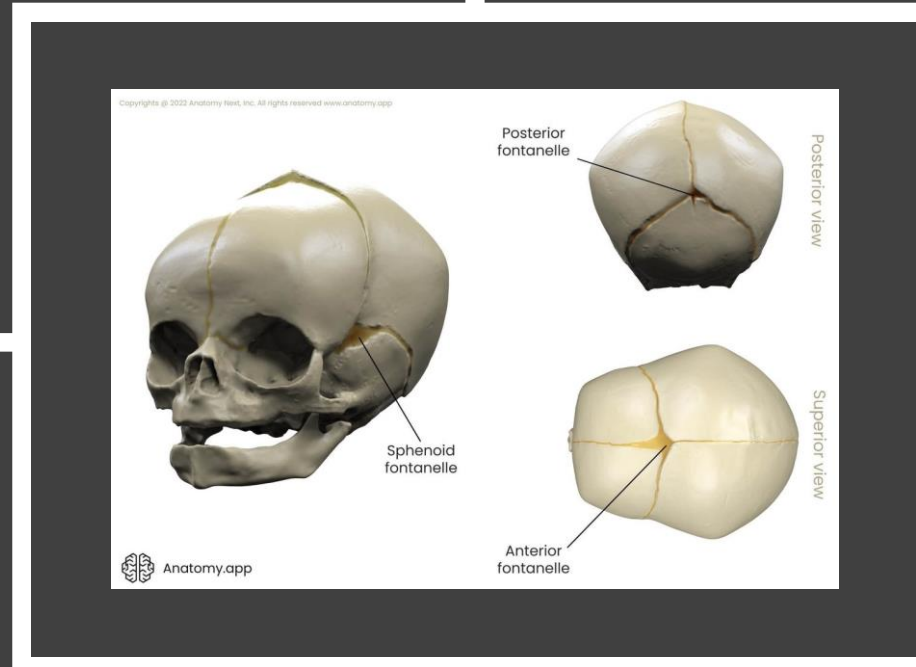 Copyrights @ 2022 Anatomy Next, Inc. All rights reserved www.anatomy.app
Posterior
fontanelle
Posterior view
Sphenoid
fontanelle
Superior view
Anterior
fontanelle
Anatomy.app